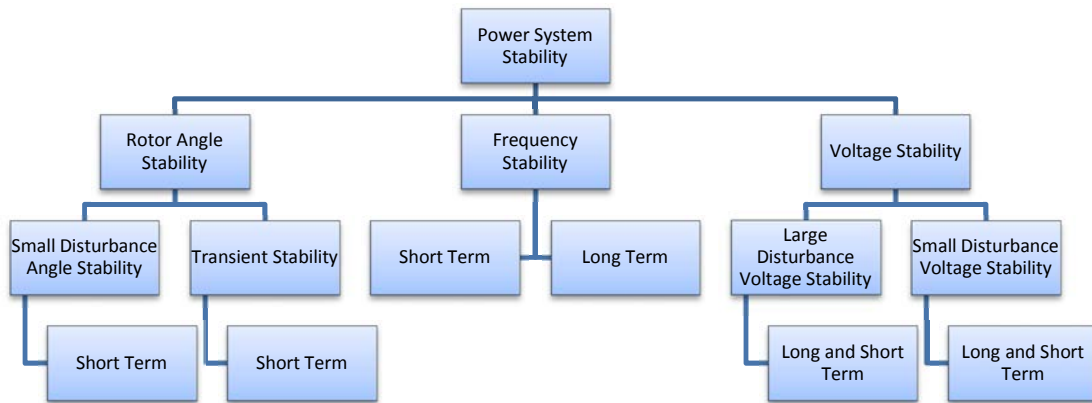 Power System
Stability
Rotor Angle
Stability
Frequency
Stability
Voltage Stability
Small Disturbance
Angle Stability
Transient Stability
Short Term
Long Term
Large
Disturbance
Voltage Stability
Small Disturbance
Voltage Stability
Short Term
Short Term
Long and Short
Term
Long and Short
Term